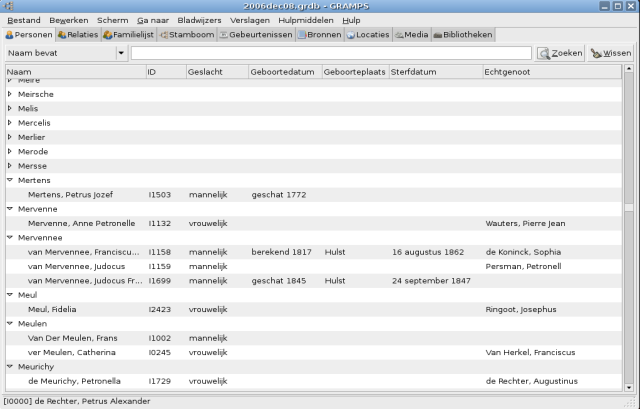 2006dec08.grdb - GRAMPS
Bestand Bewerken Scherm Ga naar Bladwijzers Verslagen Hulpmiddelen Hulp
Personen Relaties Familielijst Stamboom Gebeurtenissen Bronnen Locaties Media Bibliotheken
Naam bevat Zoeken Wissen
Naam ID Geslacht Geboortedatum Geboorteplaats Sterfdatum Echtgenoot
Meire
Meirsche
Melis
Mercelis
Merlier
Merode
Mersse
Mertens
Mertens, Petrus Jozef I1503 mannelijk geschat 1772
Mervenne
Mervenne, Anne Petronelle I1132 vrouwelijk Wauters, Pierre Jean
Mervennee
van Mervennee, Franciscu... I1158 mannelijk berekend 1817 Hulst 16 augustus 1862 de Koninck, Sophia
van Mervennee, Judocus I1159 mannelijk Persman, Petronell
van Mervennee, Judocus Fr... I1699 mannelijk geschat 1845 Hulst 24 september 1847
Meul
Meul, Fidelia I2423 vrouwelijk Ringoot, Josephus
Meulen
Van Der Meulen, Frans I1002 mannelijk
ver Meulen, Catherina I0245 vrouwelijk Van Herkel, Franciscus
Meurichy
de Meurichy, Petronella I1729 vrouwelijk de Rechter, Augustinus
[I0000] de Rechter, Petrus Alexander